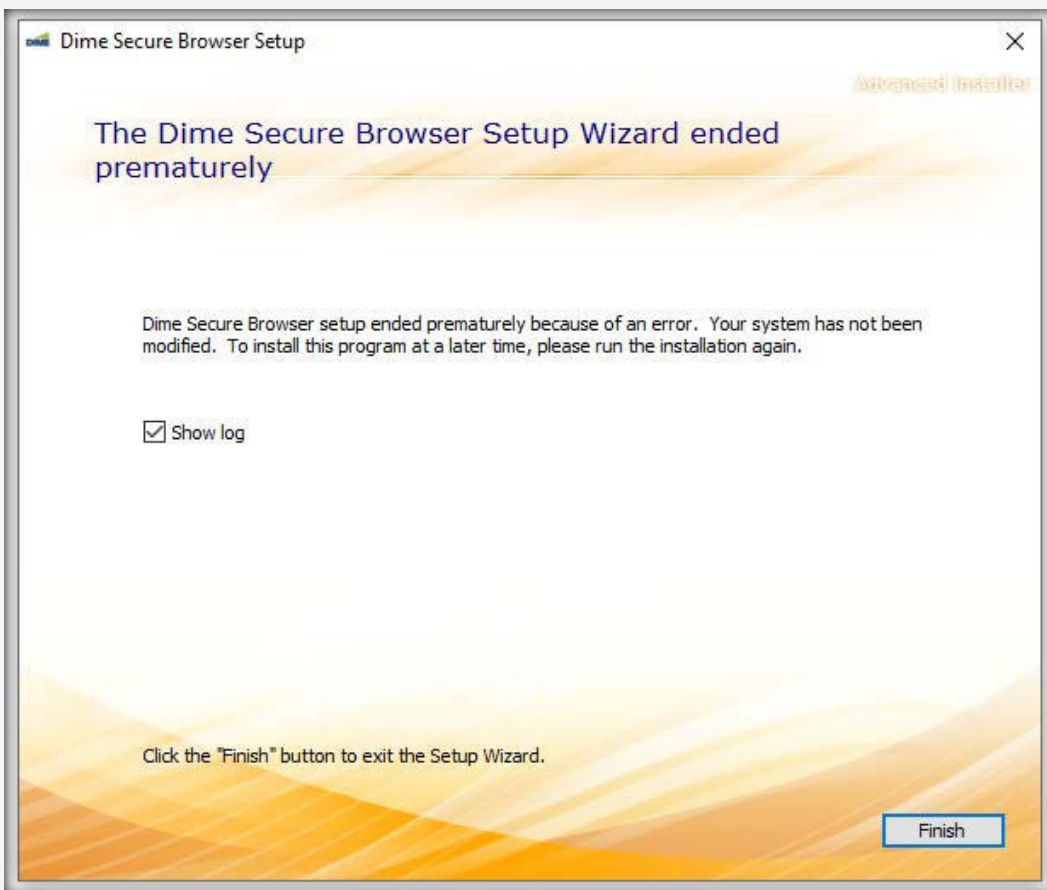 DIME Dime Secure Browser Setup
Advanced Installer
The Dime Secure Browser Setup Wizard ended
prematurely
Dime Secure Browser setup ended prematurely because of an error.  Your system has not been
modified.  To install this program at a later time, please run the installation again.
Show log
Click the "Finish" button to exit the Setup Wizard.
Finish